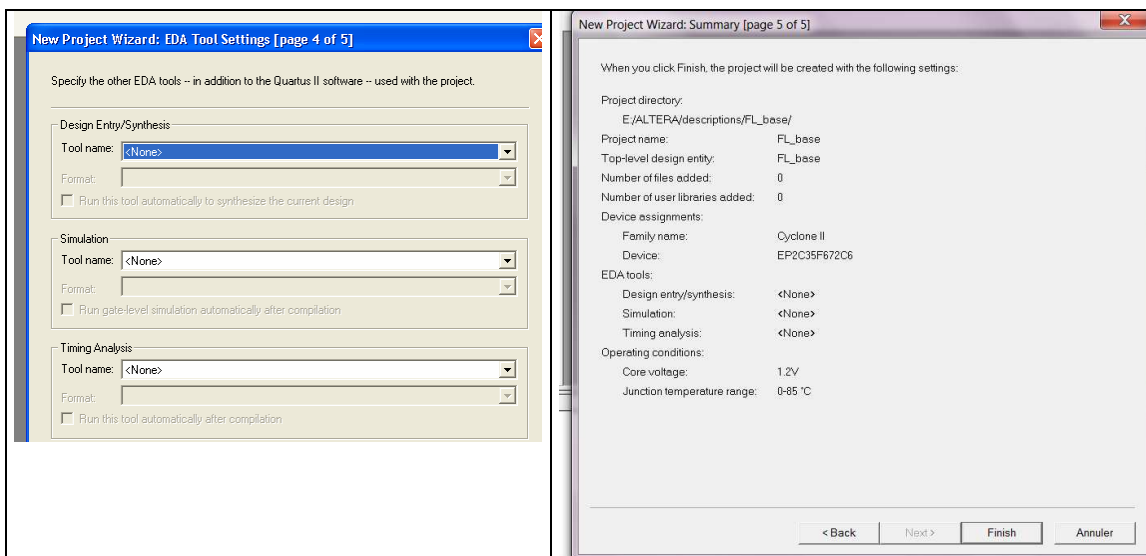 New Project Wizard: EDA Tool Settings [page 4 of 5]
Specify the other EDA tools -- in addition to the Quartus II software -- used with the project.
Design Entry/Synthesis
Tool name: <None>
Format:
Run this tool automatically to synthesize the current design
Simulation
Tool name: <None>
Format:
Run gate-level simulation automatically after compilation
Timing Analysis
Tool name: <None>
Format:
Run this tool automatically after compilation
New Project Wizard: Summary [page 5 of 5]
When you click Finish, the project will be created with the following settings:
Project directory:
E:/ALTERA/descriptions/FL_base/
Project name: FL_base
Top-level design entity: FL_base
Number of files added: 0
Number of user libraries added: 0
Device assignments:
Family name: Cyclone II
Device: EP2C35F672C6
EDA tools:
Design entry/synthesis: <None>
Simulation: <None>
Timing analysis: <None>
Operating conditions:
Core voltage: 1.2V
Junction temperature range: 0-85 °C
< Back Next > Finish Annuler